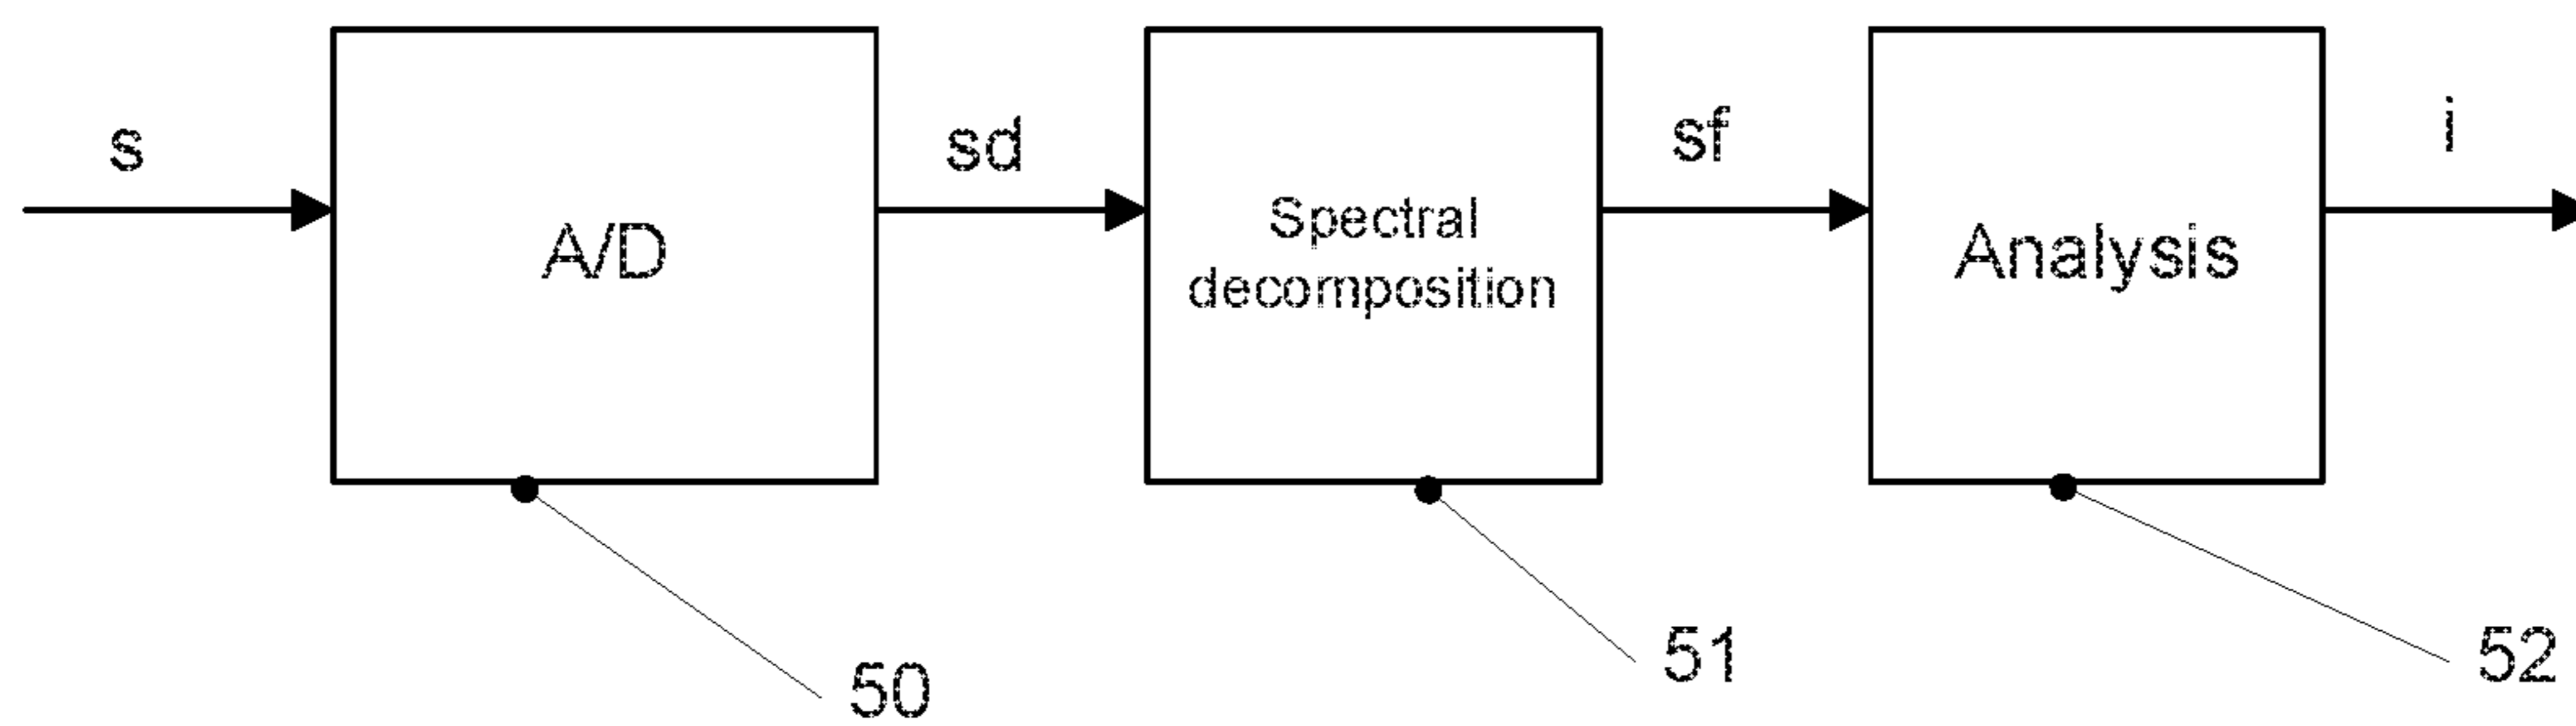 s
A/D
sd
Spectral
decomposition
sf
Analysis
i
50
51
52